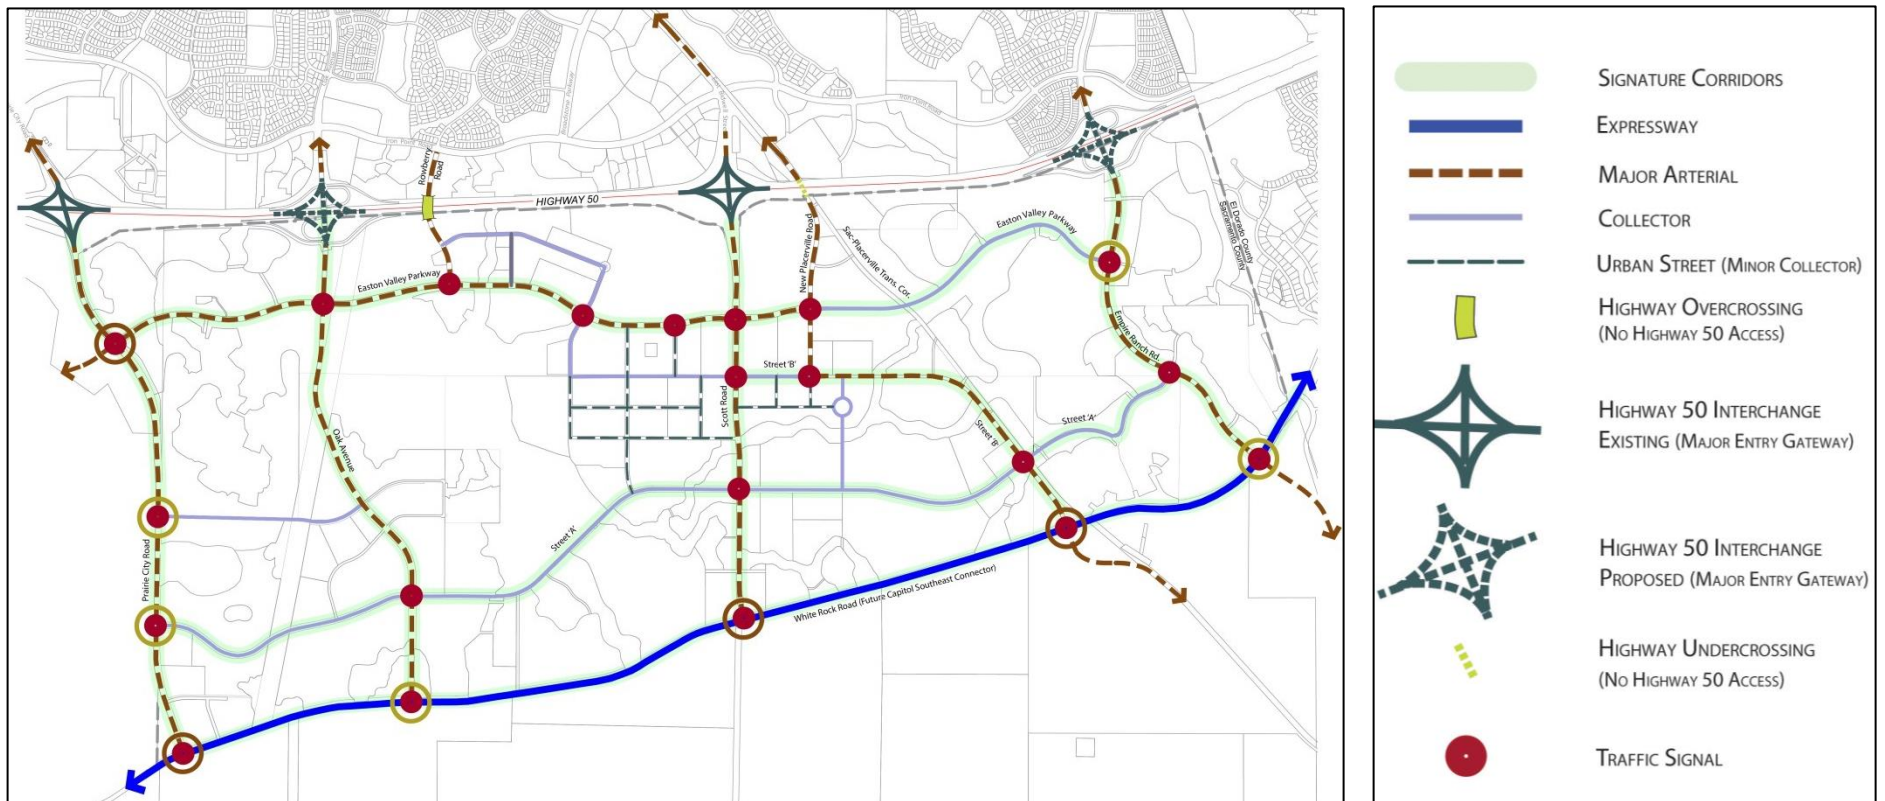 Iron Point Road
Rowberry
Road
HIGHWAY 50
Easton Valley Parkway
New Placerville Road
Sac-Placerville Trans. Cor.
Easton Valley Parkway
El Dorado County
Sacramento County
Empire Ranch Rd.
Street 'B'
Scott Road
Oak Avenue
Street 'B'
Street 'A'
Street 'A'
Prairie City Road
White Rock Road (Future Capitol Southeast Connector)
SIGNATURE CORRIDORS
EXPRESSWAY
MAJOR ARTERIAL
COLLECTOR
URBAN STREET (MINOR COLLECTOR)
HIGHWAY OVERCROSSING
(NO HIGHWAY 50 ACCESS)
HIGHWAY 50 INTERCHANGE
EXISTING (MAJOR ENTRY GATEWAY)
HIGHWAY 50 INTERCHANGE
PROPOSED (MAJOR ENTRY GATEWAY)
HIGHWAY UNDERCROSSING
(NO HIGHWAY 50 ACCESS)
TRAFFIC SIGNAL